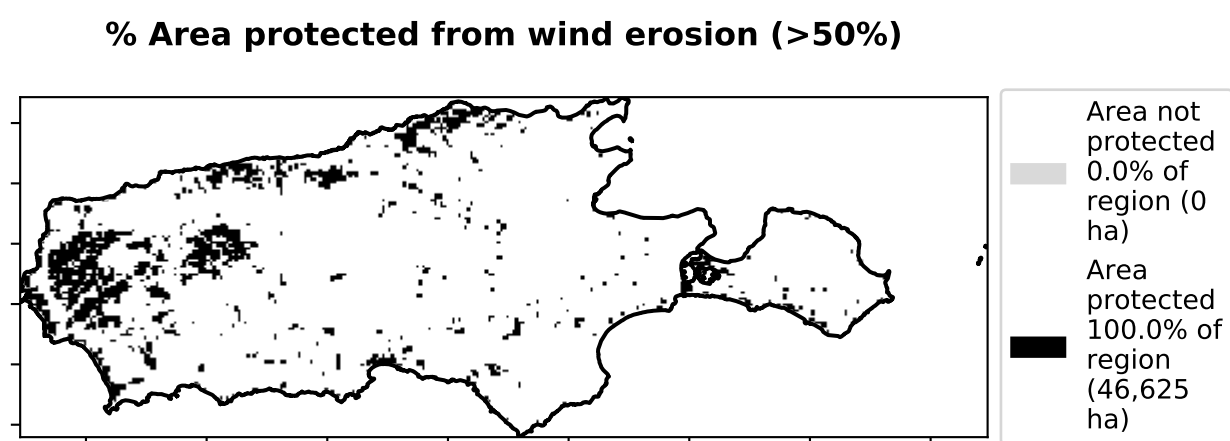 % Area protected from wind erosion (>50%)
Area not
protected
0.0% of
region (0
ha)
Area
protected
100.0% of
region
(46,625
ha)